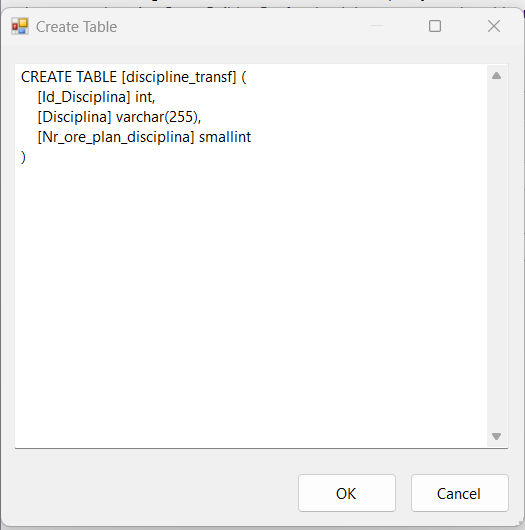 Create Table
CREATE TABLE [discipline_transf] (
    [Id_Disciplina] int,
    [Disciplina] varchar(255),
    [Nr_ore_plan_disciplina] smallint
)
OK
Cancel